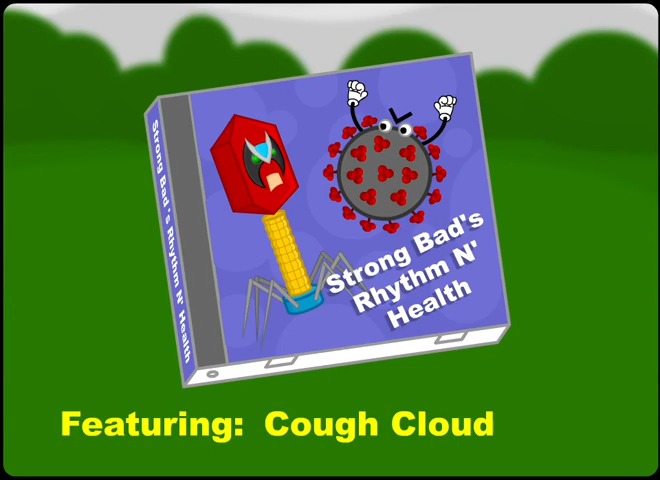 Strong Bad's Rhythm N' Health
Strong Bad's
Rhythm N'
Health
Featuring: Cough Cloud